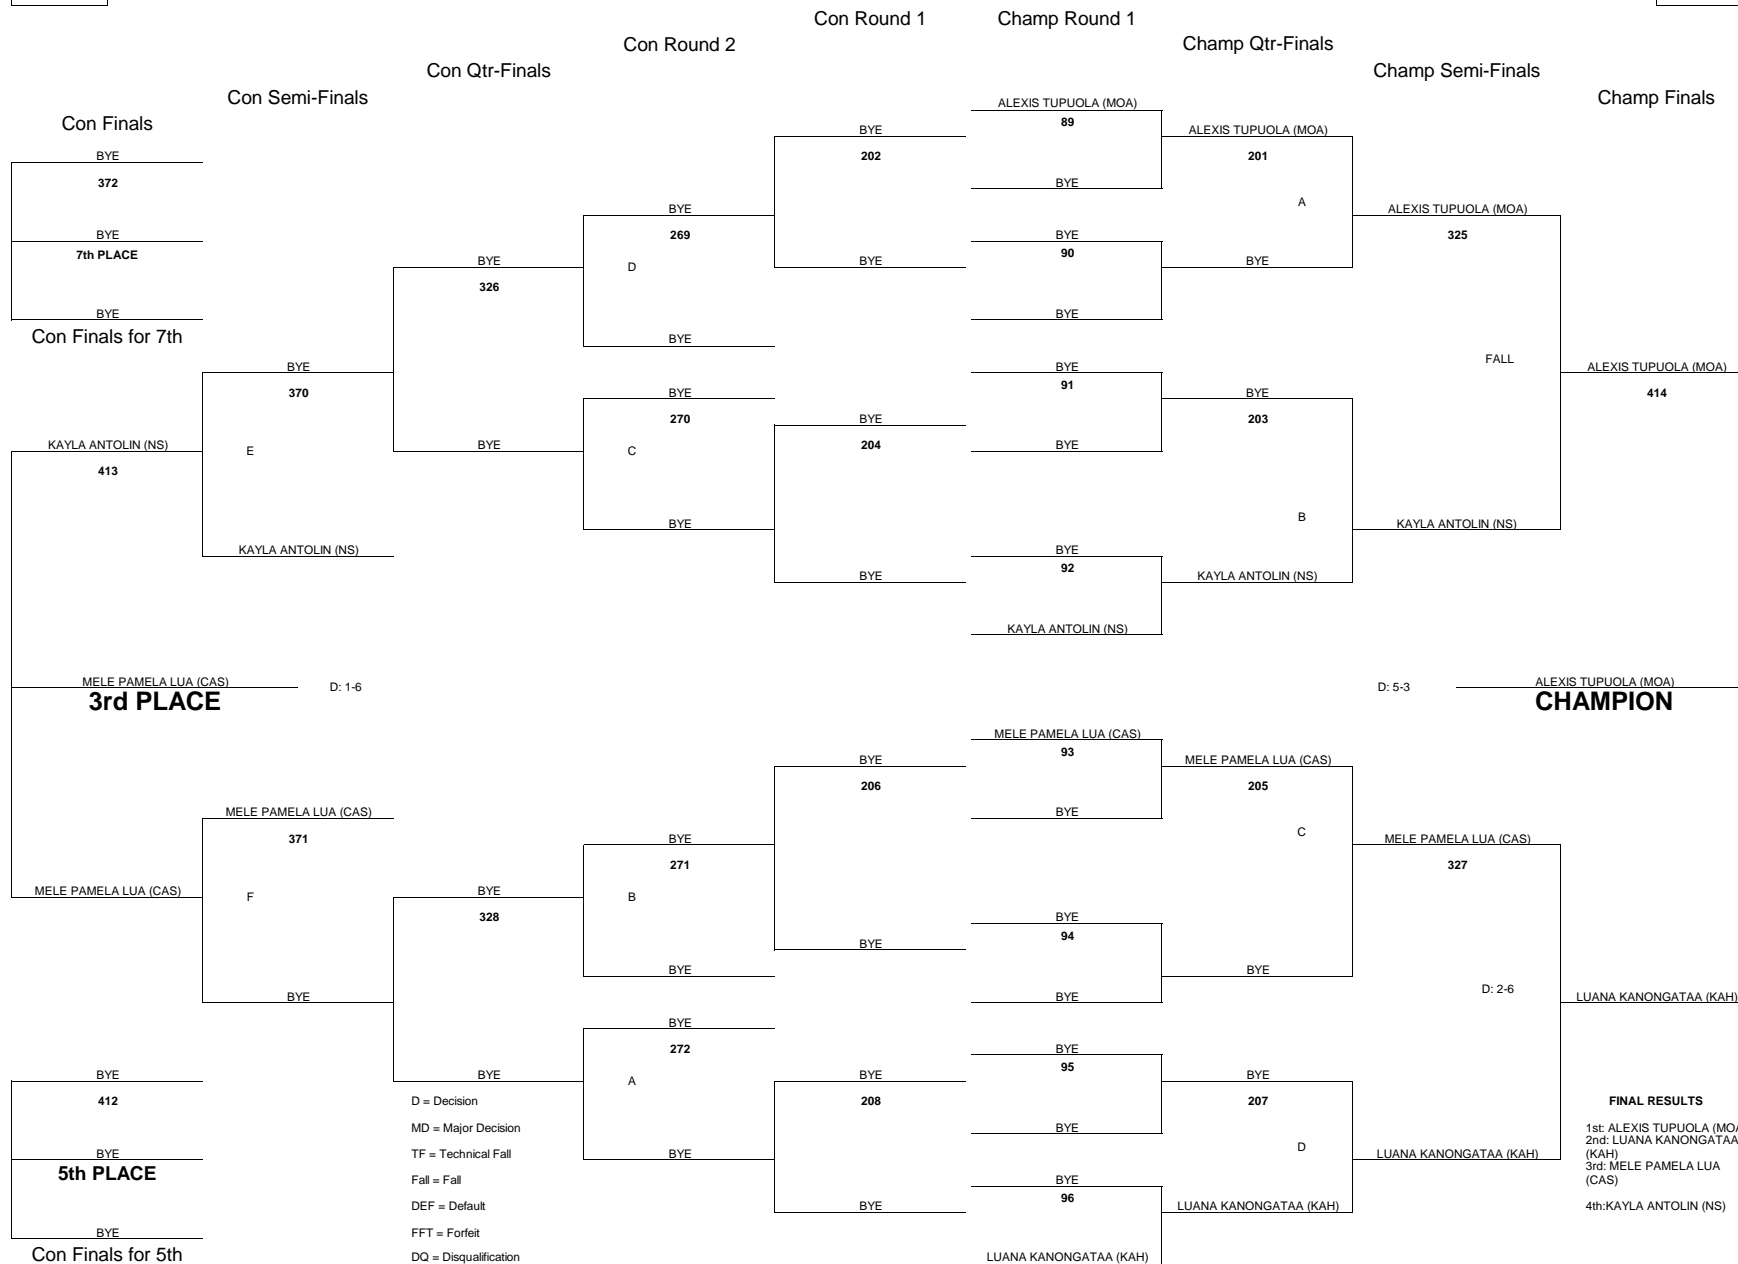 Con Round 1
Champ Round 1
Con Round 2
Champ Qtr-Finals
Con Qtr-Finals
Champ Semi-Finals
Con Semi-Finals
Champ Finals
Con Finals
ALEXIS TUPUOLA (MOA)
89
BYE
ALEXIS TUPUOLA (MOA)
BYE
202
201
372
BYE
A
BYE
ALEXIS TUPUOLA (MOA)
BYE
BYE
269
325
7th PLACE
90
BYE
D
BYE
BYE
326
BYE
BYE
Con Finals for 7th
BYE
FALL
BYE
BYE
ALEXIS TUPUOLA (MOA)
91
370
414
BYE
BYE
270
BYE
203
KAYLA ANTOLIN (NS)
E
BYE
C
204
BYE
413
B
BYE
KAYLA ANTOLIN (NS)
KAYLA ANTOLIN (NS)
BYE
92
BYE
KAYLA ANTOLIN (NS)
KAYLA ANTOLIN (NS)
MELE PAMELA LUA (CAS)
D: 1-6
D: 5-3
ALEXIS TUPUOLA (MOA)
3rd PLACE
CHAMPION
MELE PAMELA LUA (CAS)
93
BYE
MELE PAMELA LUA (CAS)
206
205
MELE PAMELA LUA (CAS)
BYE
C
371
BYE
MELE PAMELA LUA (CAS)
271
327
MELE PAMELA LUA (CAS)
F
BYE
B
328
BYE
94
BYE
BYE
BYE
D: 2-6
BYE
BYE
LUANA KANONGATAA (KAH)
BYE
272
BYE
95
BYE
BYE
A
BYE
BYE
412
D = Decision
208
207
FINAL RESULTS
MD = Major Decision
BYE
1st: ALEXIS TUPUOLA (MOA
2nd: LUANA KANONGATAA
(KAH)
D
BYE
TF = Technical Fall
BYE
LUANA KANONGATAA (KAH)
3rd: MELE PAMELA LUA
(CAS)
5th PLACE
Fall = Fall
BYE
96
DEF = Default
BYE
LUANA KANONGATAA (KAH)
4th:KAYLA ANTOLIN (NS)
BYE
FFT = Forfeit
Con Finals for 5th
DQ = Disqualification
LUANA KANONGATAA (KAH)